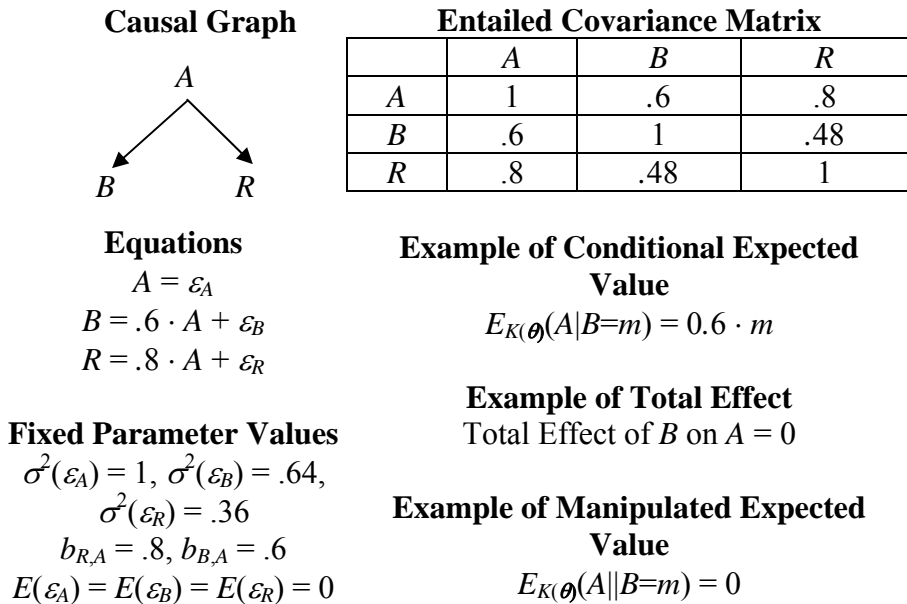 Causal Graph
A
B R
Equations
A = εA
B = .6 · A + εB
R = .8 · A + εR
Fixed Parameter Values
σ²(εA) = 1, σ²(εB) = .64,
σ²(εR) = .36
bR,A = .8, bB,A = .6
E(εA) = E(εB) = E(εR) = 0
Entailed Covariance Matrix
A B R
A 1 .6 .8
B .6 1 .48
R .8 .48 1
Example of Conditional Expected
Value
EK(θ)(A|B=m) = 0.6 · m
Example of Total Effect
Total Effect of B on A = 0
Example of Manipulated Expected
Value
EK(θ)(A||B=m) = 0